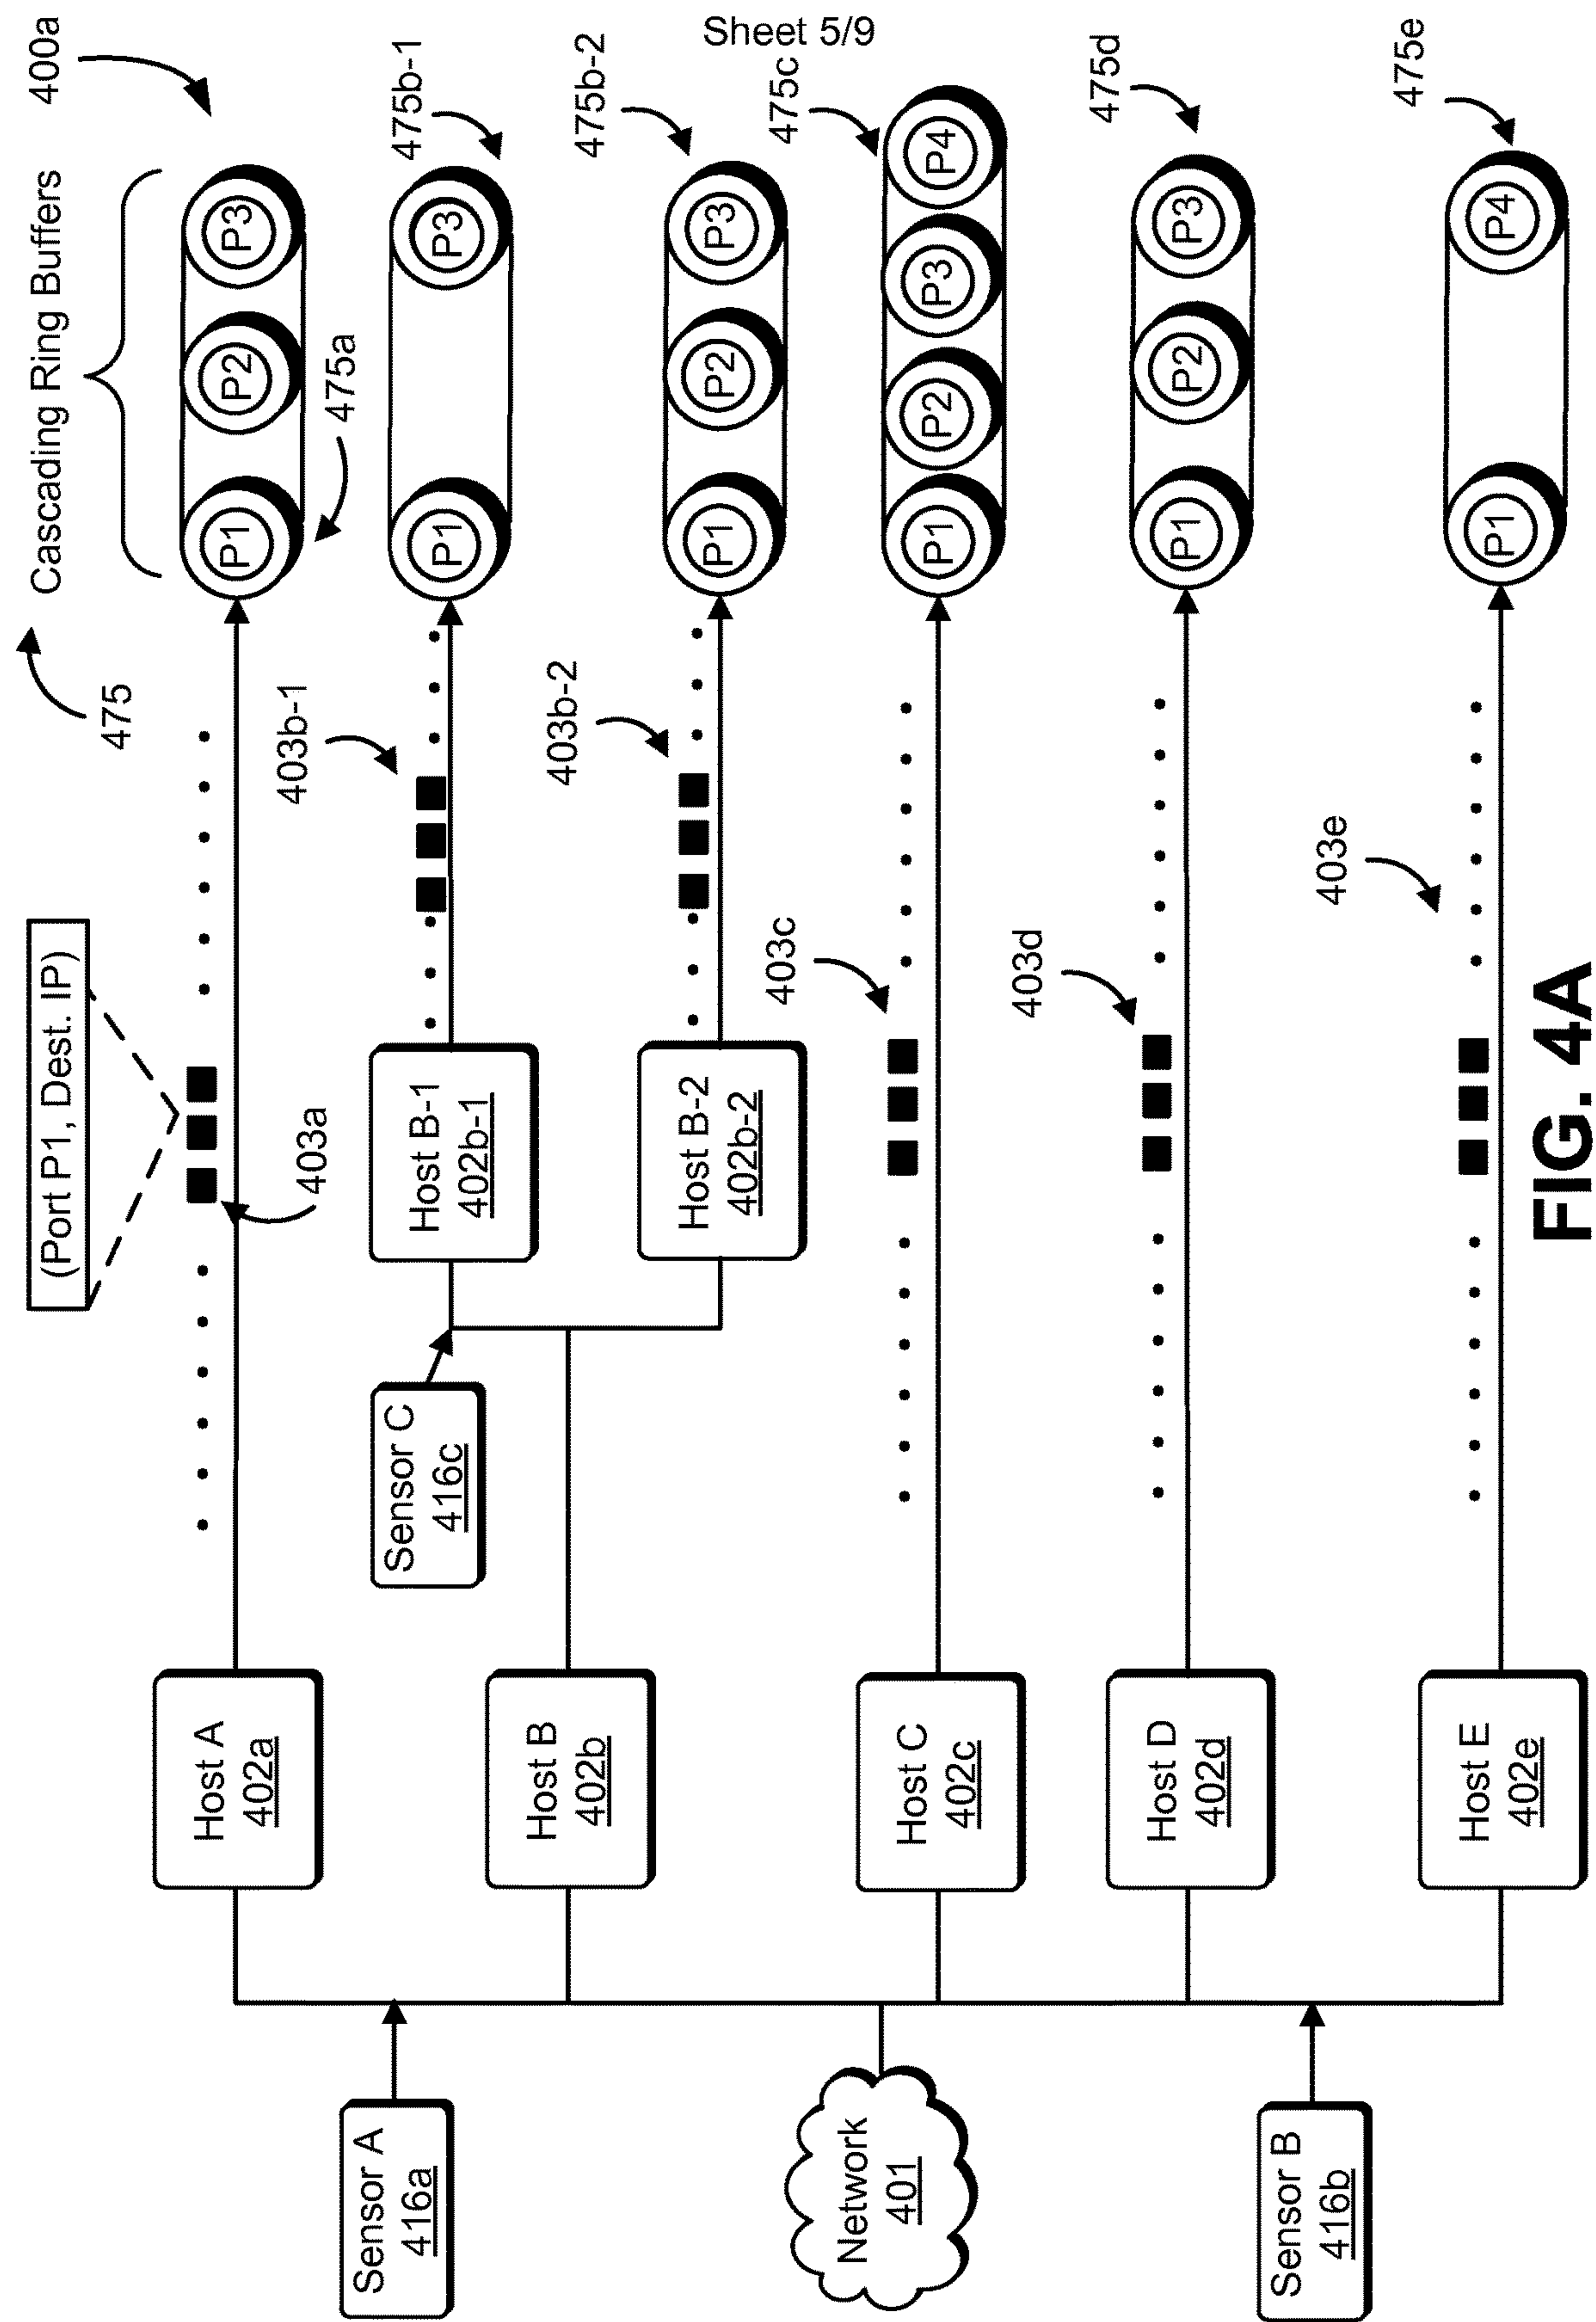 Sheet 5/9
400a
Cascading Ring Buffers
475
(Port P1, Dest. IP)
403a
475a
P1
P2
P3
Host A
402a
Sensor A
416a
Sensor C
416c
Host B-1
402b-1
403b-1
P1
P3
475b-1
Host B
402b
Host B-2
402b-2
403b-2
P1
P2
P3
475b-2
Network
401
Host C
402c
403c
P1
P2
P3
P4
475c
Host D
402d
403d
P1
P2
P3
475d
Sensor B
416b
Host E
402e
403e
P1
P4
475e
FIG. 4A